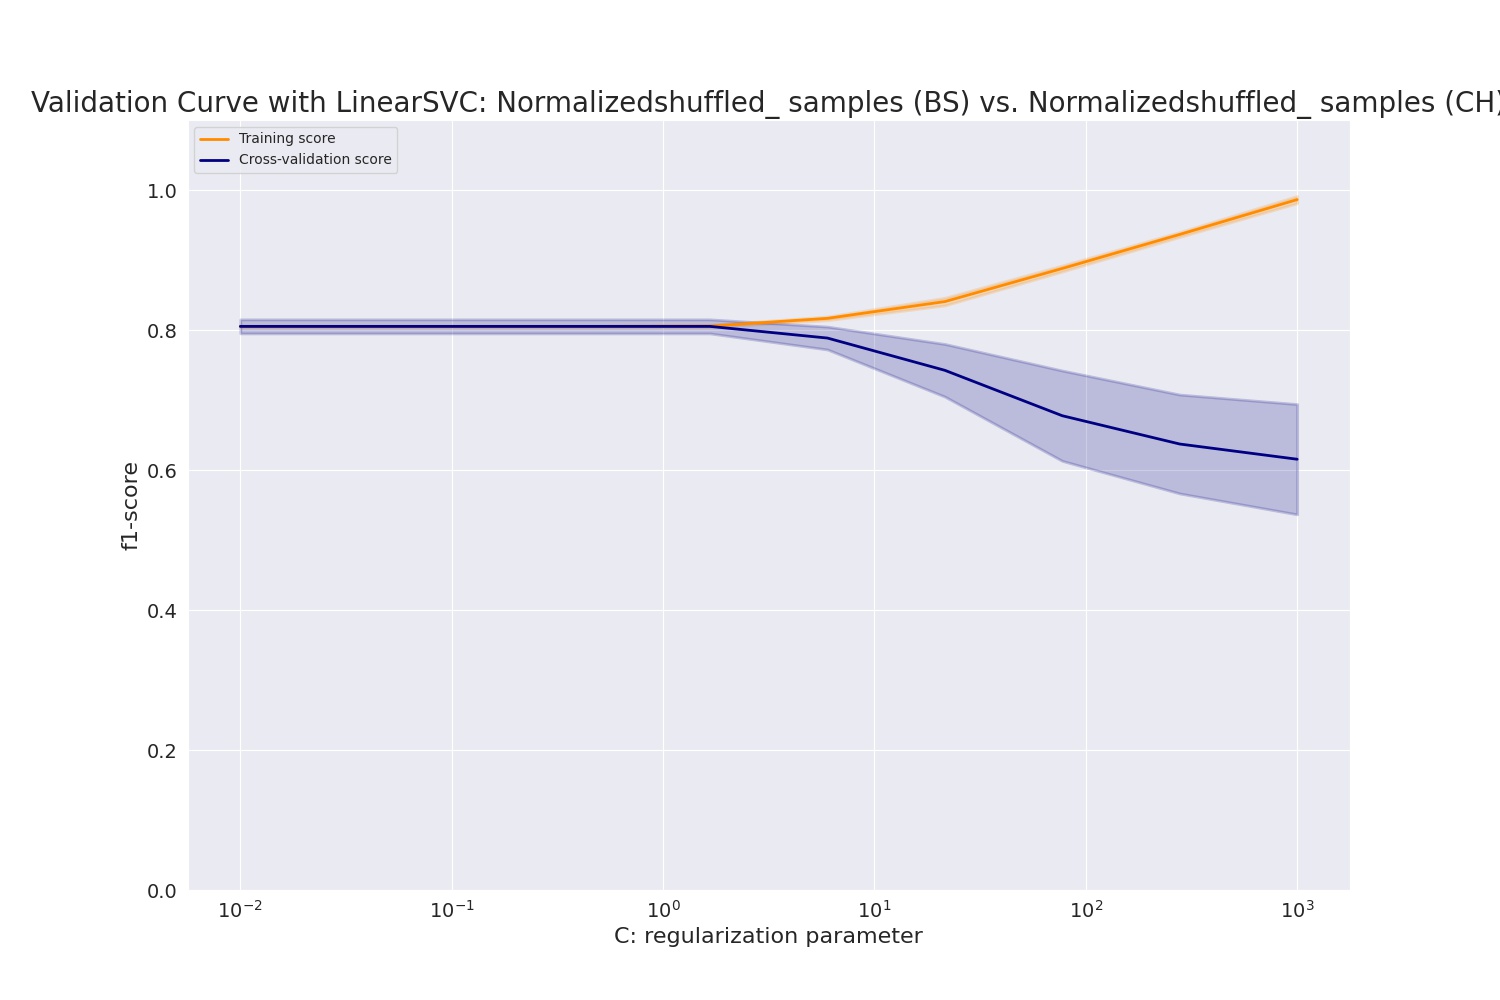 Validation Curve with LinearSVC: Normalizedshuffled_ samples (BS) vs. Normalizedshuffled_ samples (CH)
Training score
Cross-validation score
1.0
0.8
0.6
0.4
0.2
0.0
f1-score
10⁻² 10⁻¹ 10⁰ 10¹ 10² 10³
C: regularization parameter